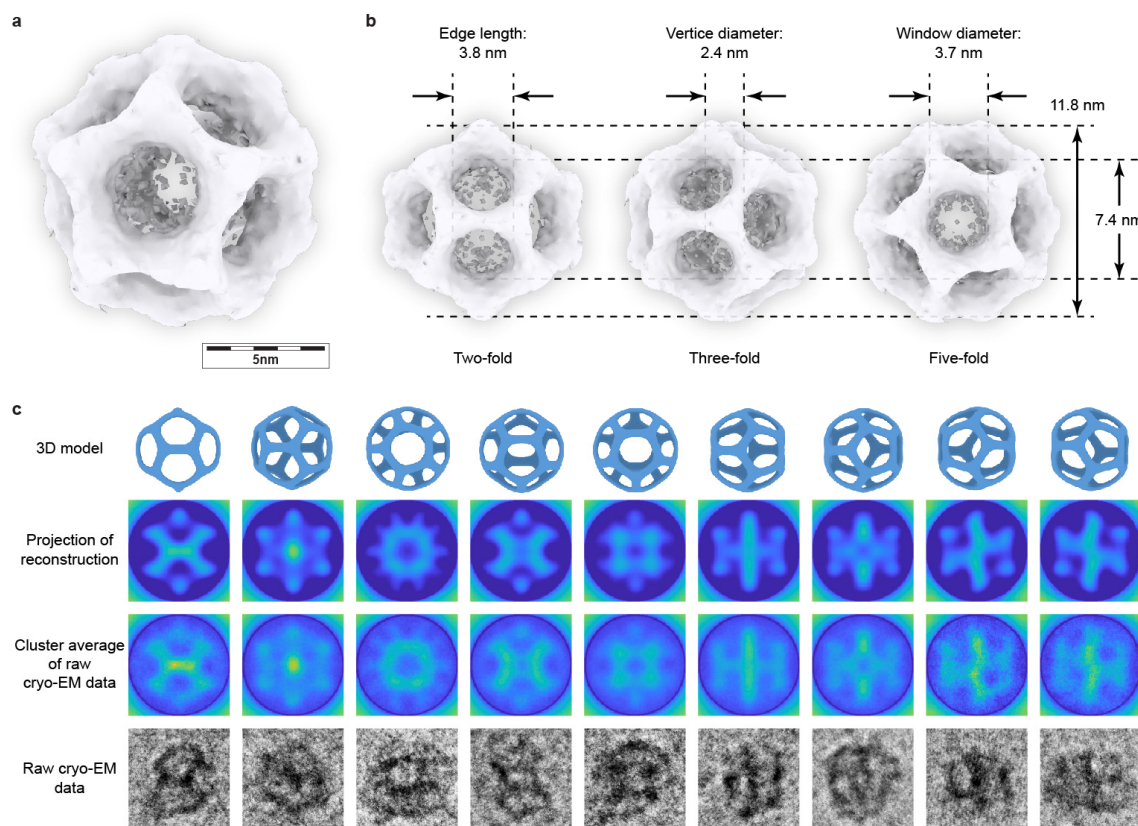 a
b
Edge length:
3.8 nm
Vertice diameter:
2.4 nm
Window diameter:
3.7 nm
11.8 nm
7.4 nm
5nm
Two-fold
Three-fold
Five-fold
c
3D model
Projection of
reconstruction
Cluster average
of raw
cryo-EM data
Raw cryo-EM
data